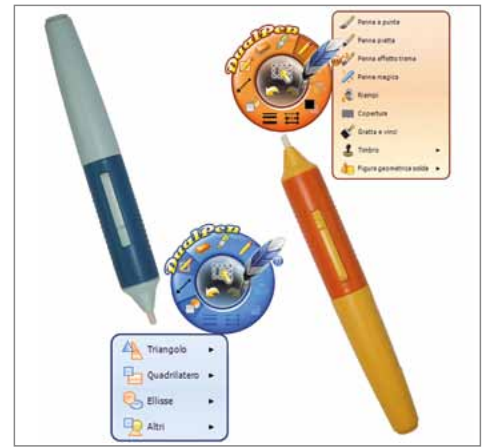 DualPen
Penna a punta
Penna piatta
Penna effetto trama
Penna magica
Riempi
Coperture
Gratta e vinci
Timbro
Figura geometrica solida
DualPen
Triangolo
Quadrilatero
Ellisse
Altri